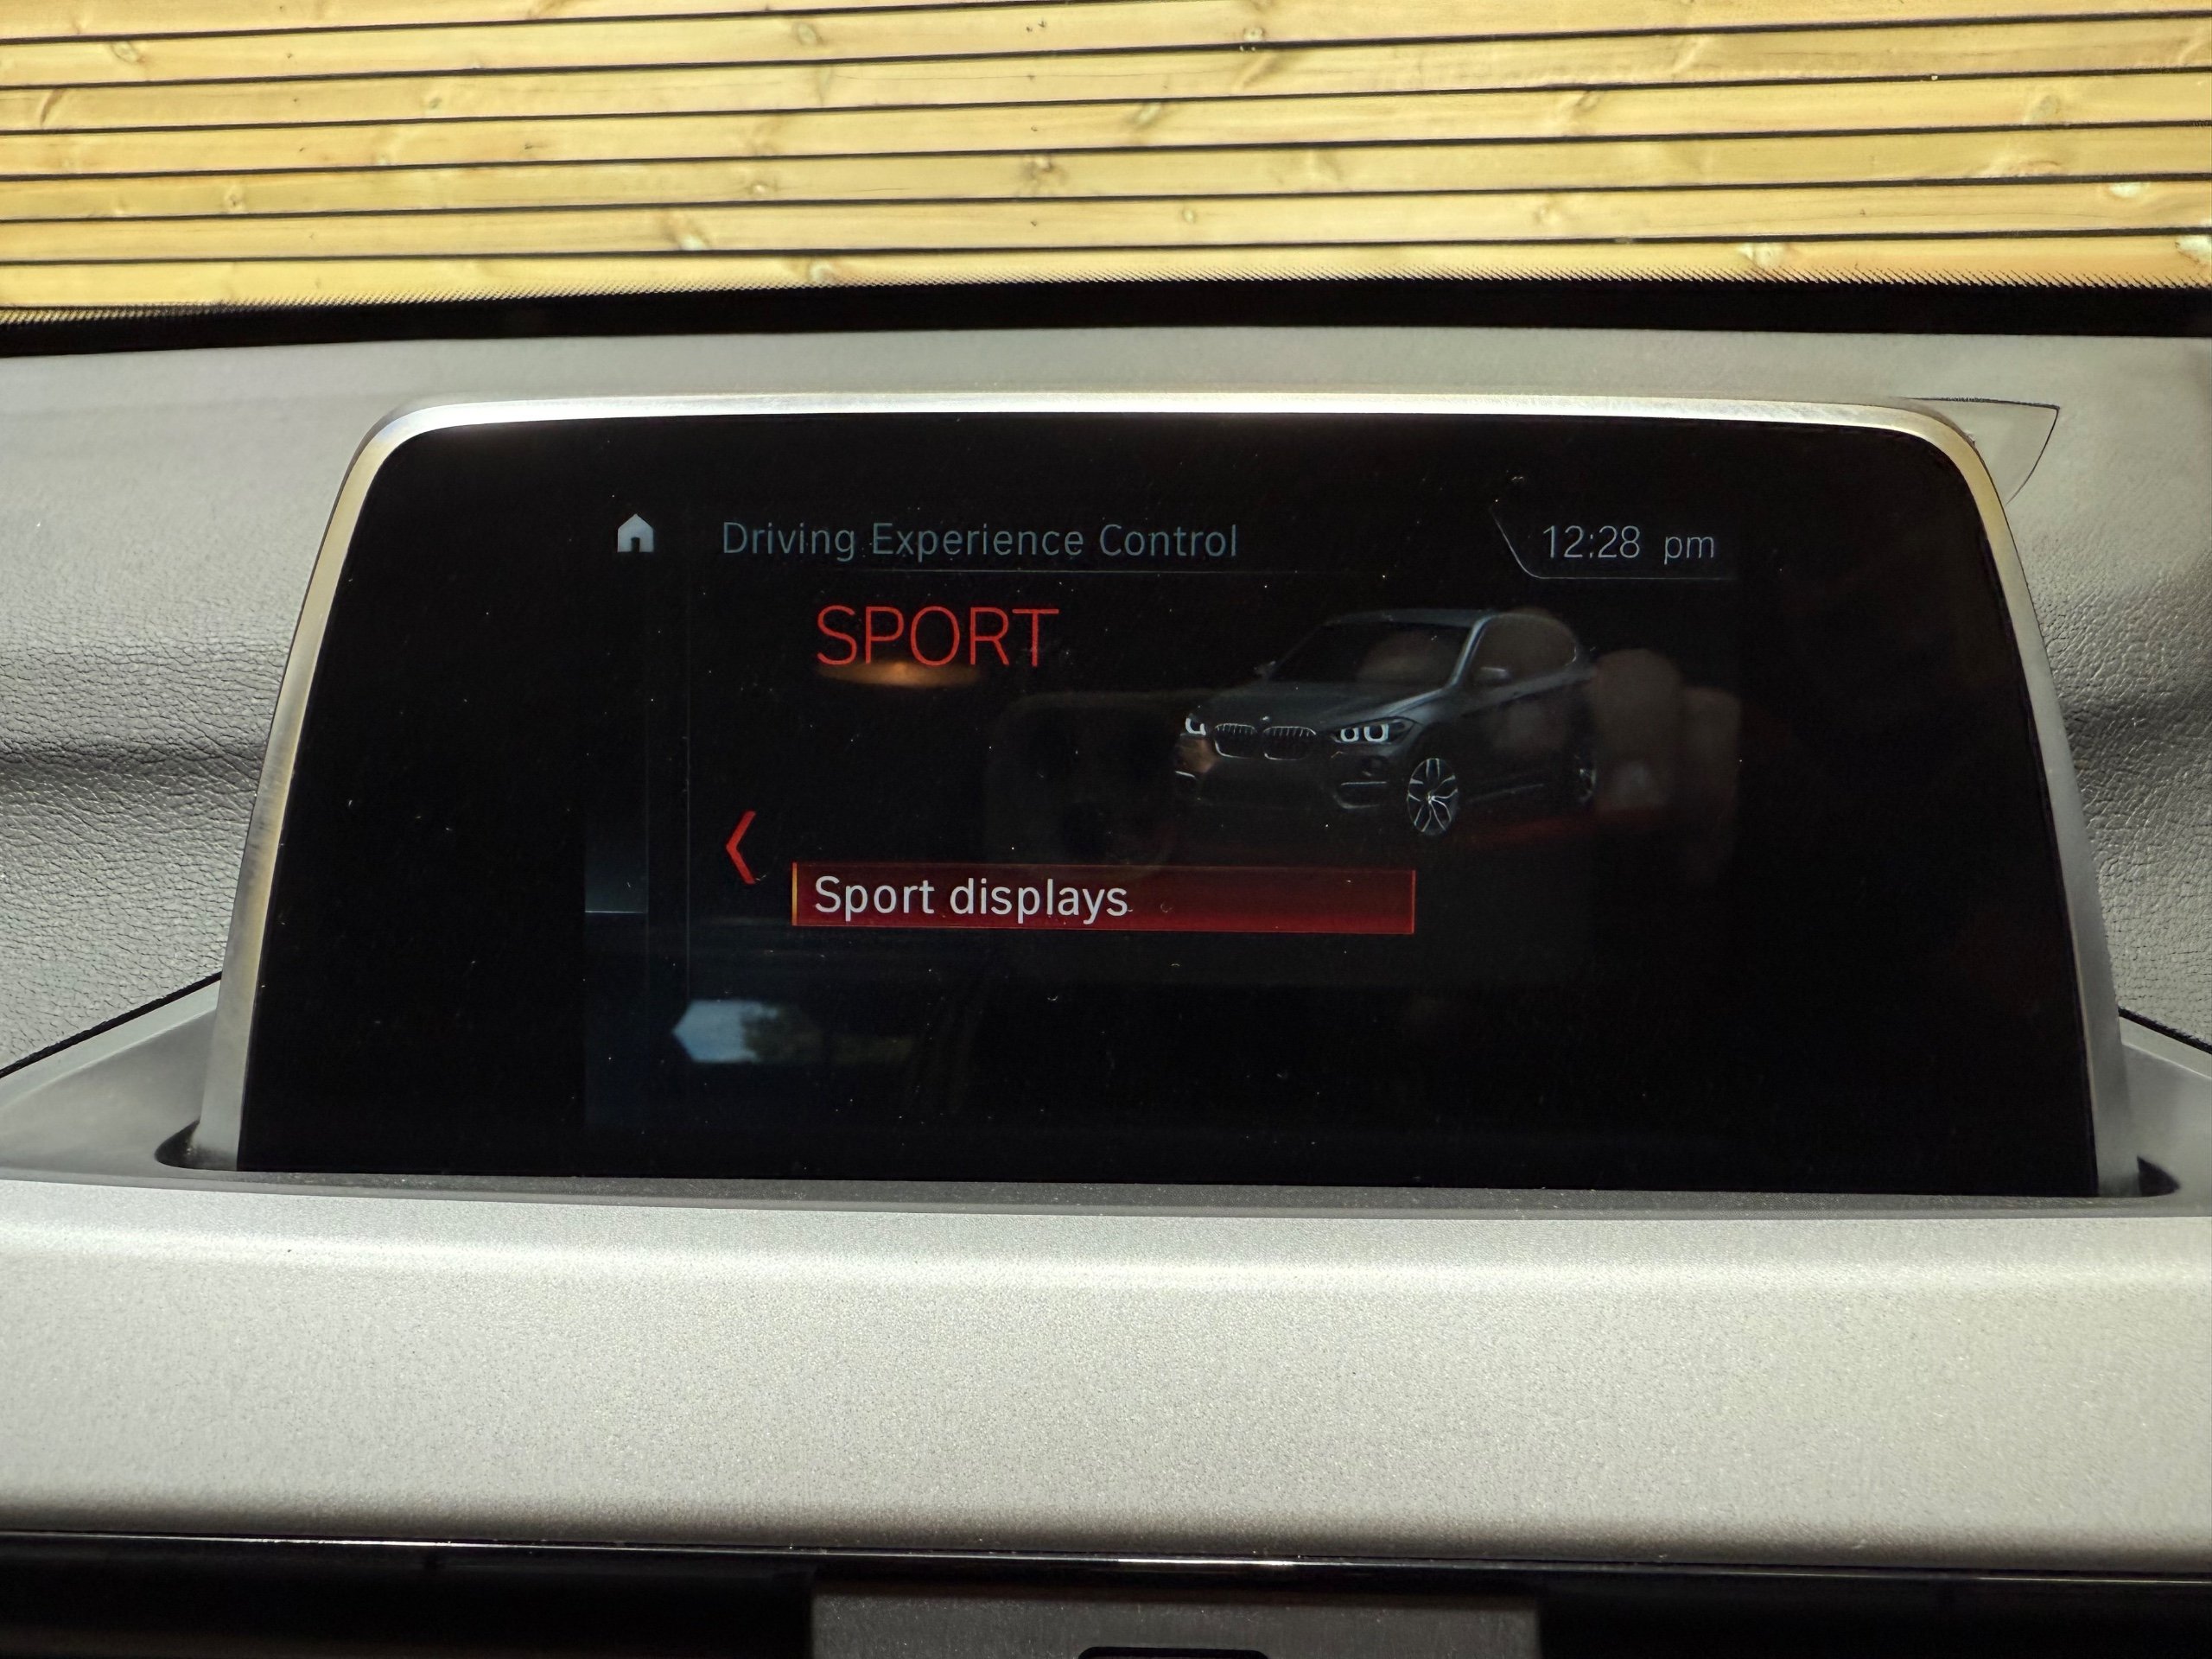 Driving Experience Control
12:28 pm
SPORT
Sport displays